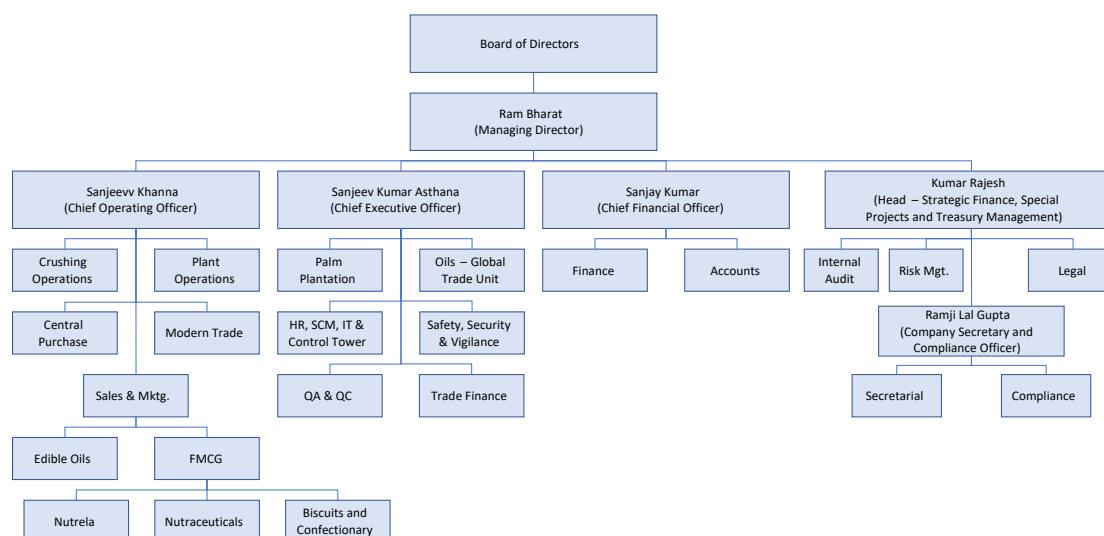 Board of Directors
Ram Bharat
(Managing Director)
Sanjeevv Khanna
(Chief Operating Officer)
Sanjeev Kumar Asthana
(Chief Executive Officer)
Sanjay Kumar
(Chief Financial Officer)
Kumar Rajesh
(Head – Strategic Finance, Special
Projects and Treasury Management)
Crushing
Operations
Plant
Operations
Palm
Plantation
Oils – Global
Trade Unit
Finance
Accounts
Internal
Audit
Risk Mgt.
Legal
Central
Purchase
Modern Trade
HR, SCM, IT &
Control Tower
Safety, Security
& Vigilance
Ramji Lal Gupta
(Company Secretary and
Compliance Officer)
Sales & Mktg.
QA & QC
Trade Finance
Secretarial
Compliance
Edible Oils
FMCG
Nutrela
Nutraceuticals
Biscuits and
Confectionary